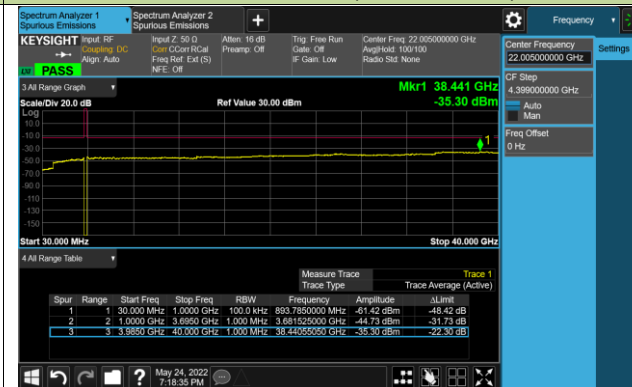 Spectrum Analyzer 1
Spurious Emissions
Spectrum Analyzer 2
Spurious Emissions
Frequency
KEYSIGHT
Input: RF
Coupling: DC
Align: Auto
Input Z: 50 Ω
Corr CCorr RCal
Freq Ref: Ext (S)
NFE: Off
Atten: 16 dB
Preamp: Off
Trig: Free Run
Gate: Off
IF Gain: Low
Center Freq: 22.005000000 GHz
Avg|Hold: 100/100
Radio Std: None
LXI PASS
Center Frequency
22.005000000 GHz
Settings
CF Step
4.399000000 GHz
Auto
Man
Freq Offset
0 Hz
3 All Range Graph
Mkr1 38.441 GHz
-35.30 dBm
Scale/Div 20.0 dB
Ref Value 30.00 dBm
Log
10.0
-10.0
-30.0
-50.0
-70.0
-90.0
-110
-130
-150
1
Start 30.000 MHz
Stop 40.000 GHz
4 All Range Table
Measure Trace Trace 1
Trace Type Trace Average (Active)
Spur Range Start Freq Stop Freq RBW Frequency Amplitude ΔLimit
1 1 30.000 MHz 1.0000 GHz 100.0 kHz 893.7850000 MHz -61.42 dBm -48.42 dB
2 2 1.0000 GHz 3.6950 GHz 1.000 MHz 3.681525000 GHz -44.73 dBm -31.73 dB
3 3 3.9850 GHz 40.000 GHz 1.000 MHz 38.44055050 GHz -35.30 dBm -22.30 dB
May 24, 2022
7:18:35 PM